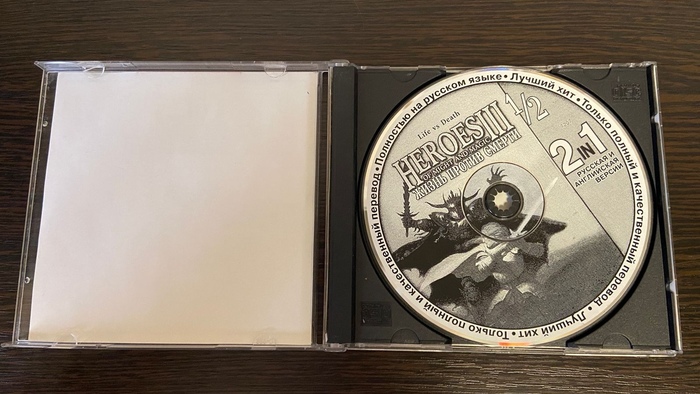 Полностью на русском языке • Лучший хит • Только полный и качественный перевод • Лучший хит • Только полный и качественный перевод •
Life vs Death
HEROES III
OF MIGHT AND MAGIC
ЖИЗНЬ ПРОТИВ СМЕРТИ
1/2
2 IN 1
РУССКАЯ И
АНГЛИЙСКАЯ
ВЕРСИИ